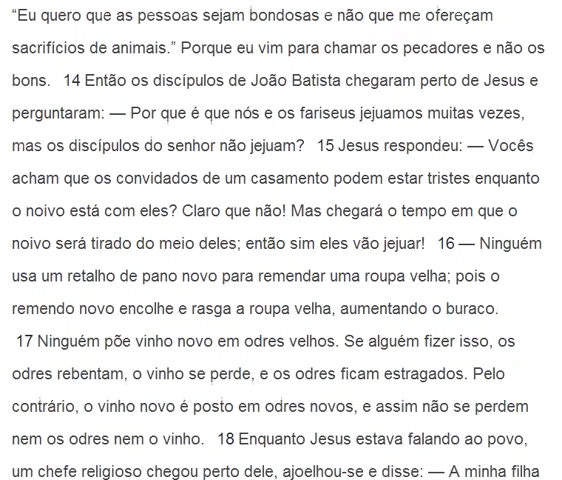 “Eu quero que as pessoas sejam bondosas e não que me ofereçam
sacrifícios de animais.” Porque eu vim para chamar os pecadores e não os
bons.   14 Então os discípulos de João Batista chegaram perto de Jesus e
perguntaram: — Por que é que nós e os fariseus jejuamos muitas vezes,
mas os discípulos do senhor não jejuam?   15 Jesus respondeu: — Vocês
acham que os convidados de um casamento podem estar tristes enquanto
o noivo está com eles? Claro que não! Mas chegará o tempo em que o
noivo será tirado do meio deles; então sim eles vão jejuar!   16 — Ninguém
usa um retalho de pano novo para remendar uma roupa velha; pois o
remendo novo encolhe e rasga a roupa velha, aumentando o buraco.
17 Ninguém põe vinho novo em odres velhos. Se alguém fizer isso, os
odres rebentam, o vinho se perde, e os odres ficam estragados. Pelo
contrário, o vinho novo é posto em odres novos, e assim não se perdem
nem os odres nem o vinho.   18 Enquanto Jesus estava falando ao povo,
um chefe religioso chegou perto dele, ajoelhou-se e disse: — A minha filha